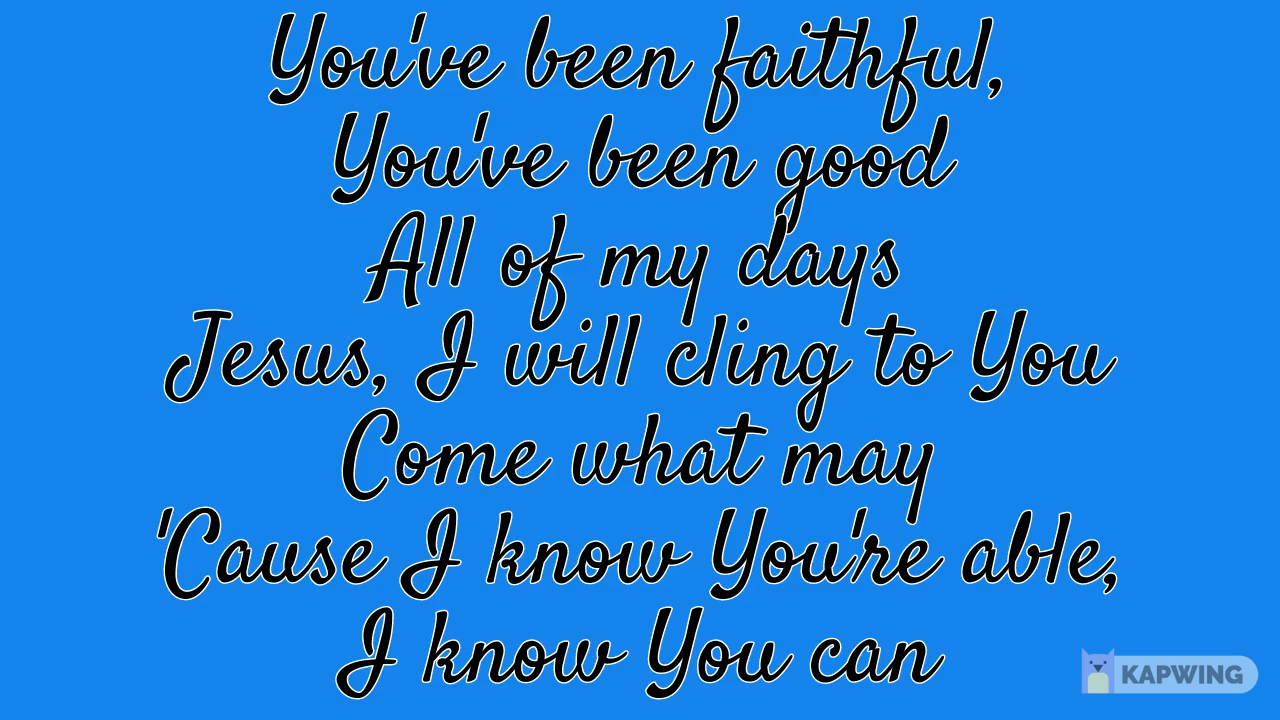 You've been faithful,
You've been good
All of my days
Jesus, I will cling to You
Come what may
'Cause I know You're able,
I know You can
KAPWING